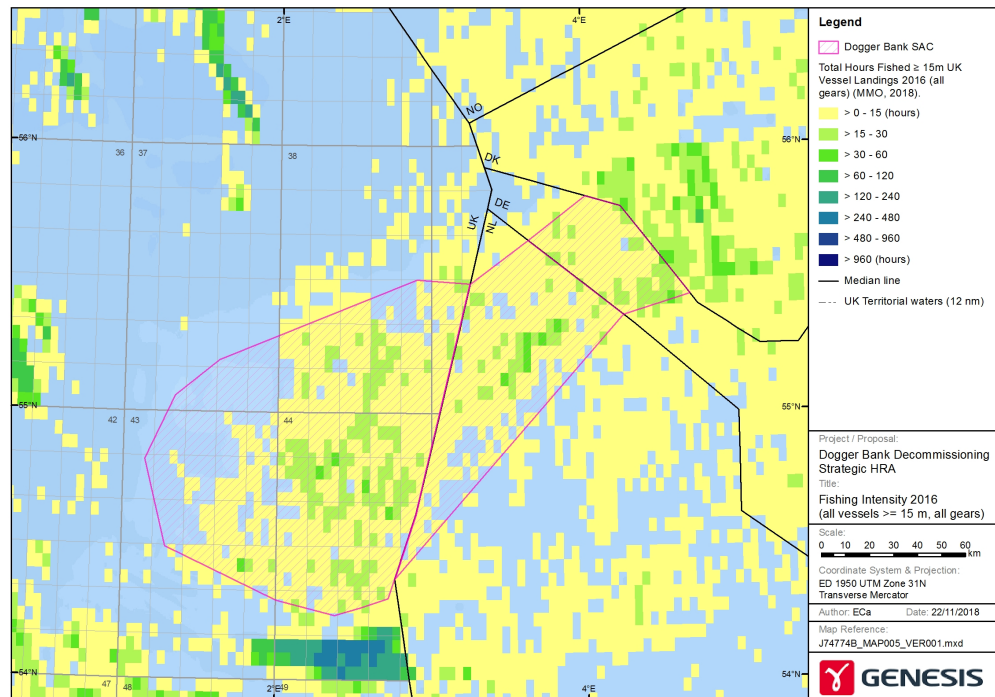 2°E
4°E
NO
56°N
56°N
36
37
38
DK
DE
UK
NL
55°N
55°N
42
43
44
54°N
54°N
47
48
2°E
49
4°E
Legend
Dogger Bank SAC
Total Hours Fished ≥ 15m UK
Vessel Landings 2016 (all
gears) (MMO, 2018).
> 0 - 15 (hours)
> 15 - 30
> 30 - 60
> 60 - 120
> 120 - 240
> 240 - 480
> 480 - 960
> 960 (hours)
Median line
UK Territorial waters (12 nm)
Project / Proposal:
Dogger Bank Decommissioning
Strategic HRA
Title:
Fishing Intensity 2016
(all vessels >= 15 m, all gears)
Scale:
0 10 20 30 40 50 60
km
Coordinate System & Projection:
ED 1950 UTM Zone 31N
Transverse Mercator
Author: ECa Date: 22/11/2018
Map Reference:
J74774B_MAP005_VER001.mxd
GENESIS